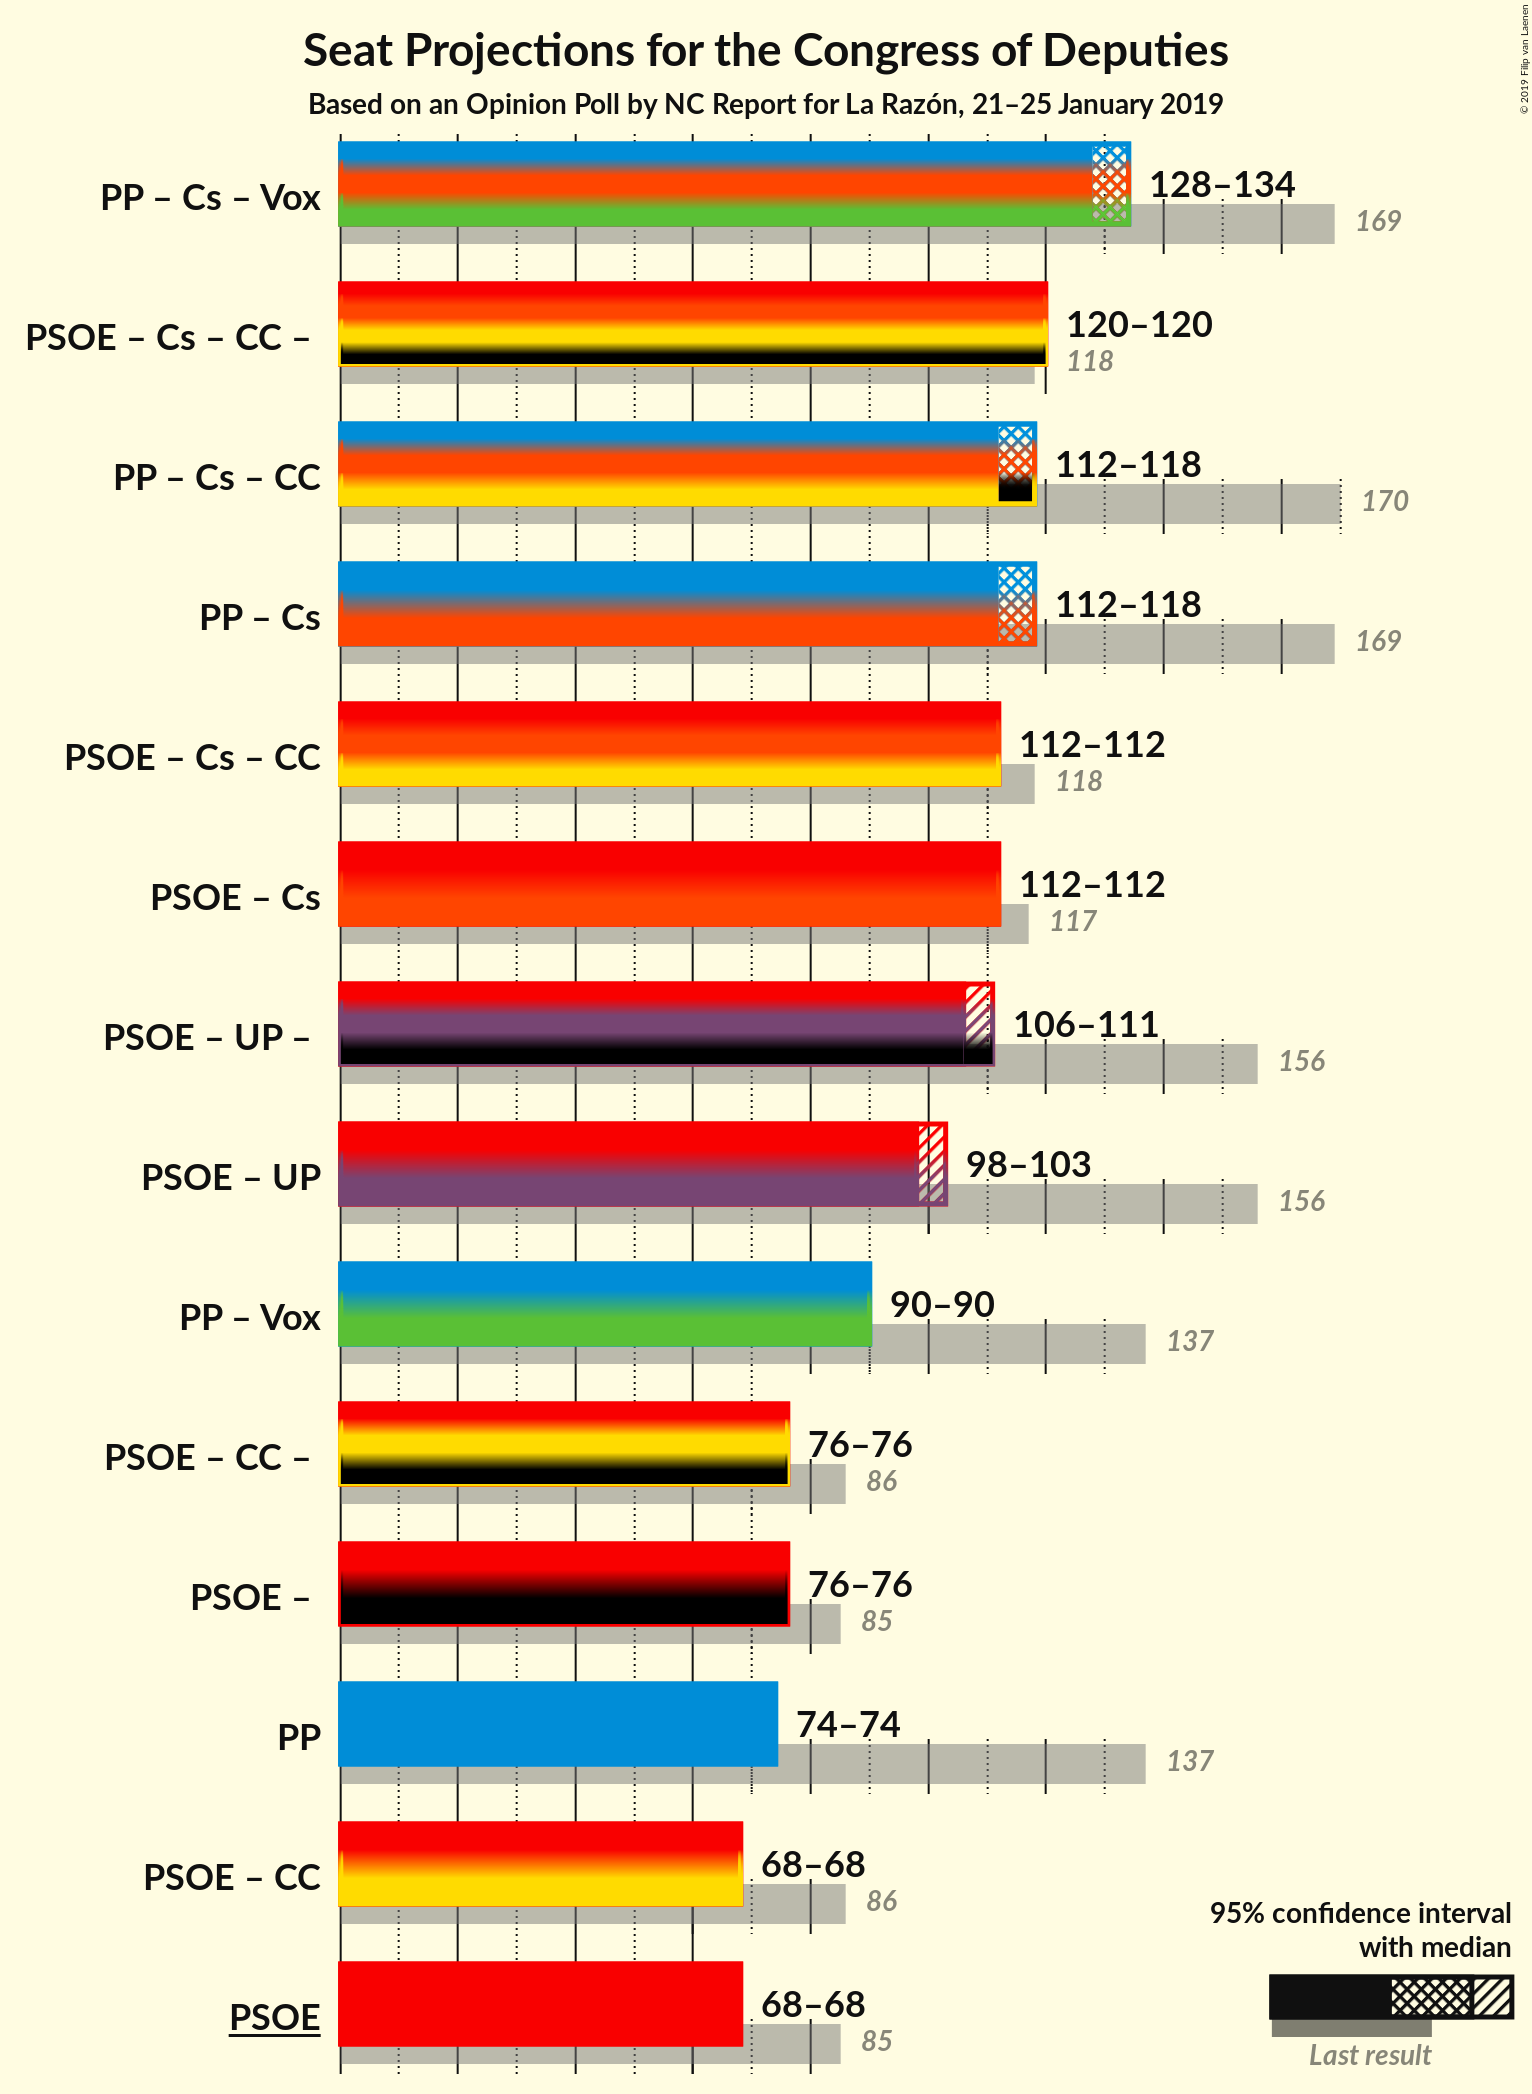 Seat Projections for the Congress of Deputies
Based on an Opinion Poll by NC Report for La Razón, 21–25 January 2019
© 2019 Filip van Laenen
PP – Cs – Vox
128–134
169
PSOE – Cs – CC –
120–120
118
PP – Cs – CC
112–118
170
PP – Cs
112–118
169
PSOE – Cs – CC
112–112
118
PSOE – Cs
112–112
117
PSOE – UP –
106–111
156
PSOE – UP
98–103
156
PP – Vox
90–90
137
PSOE – CC –
76–76
86
PSOE –
76–76
85
PP
74–74
137
PSOE – CC
68–68
86
PSOE
68–68
85
95% confidence interval
with median
Last result